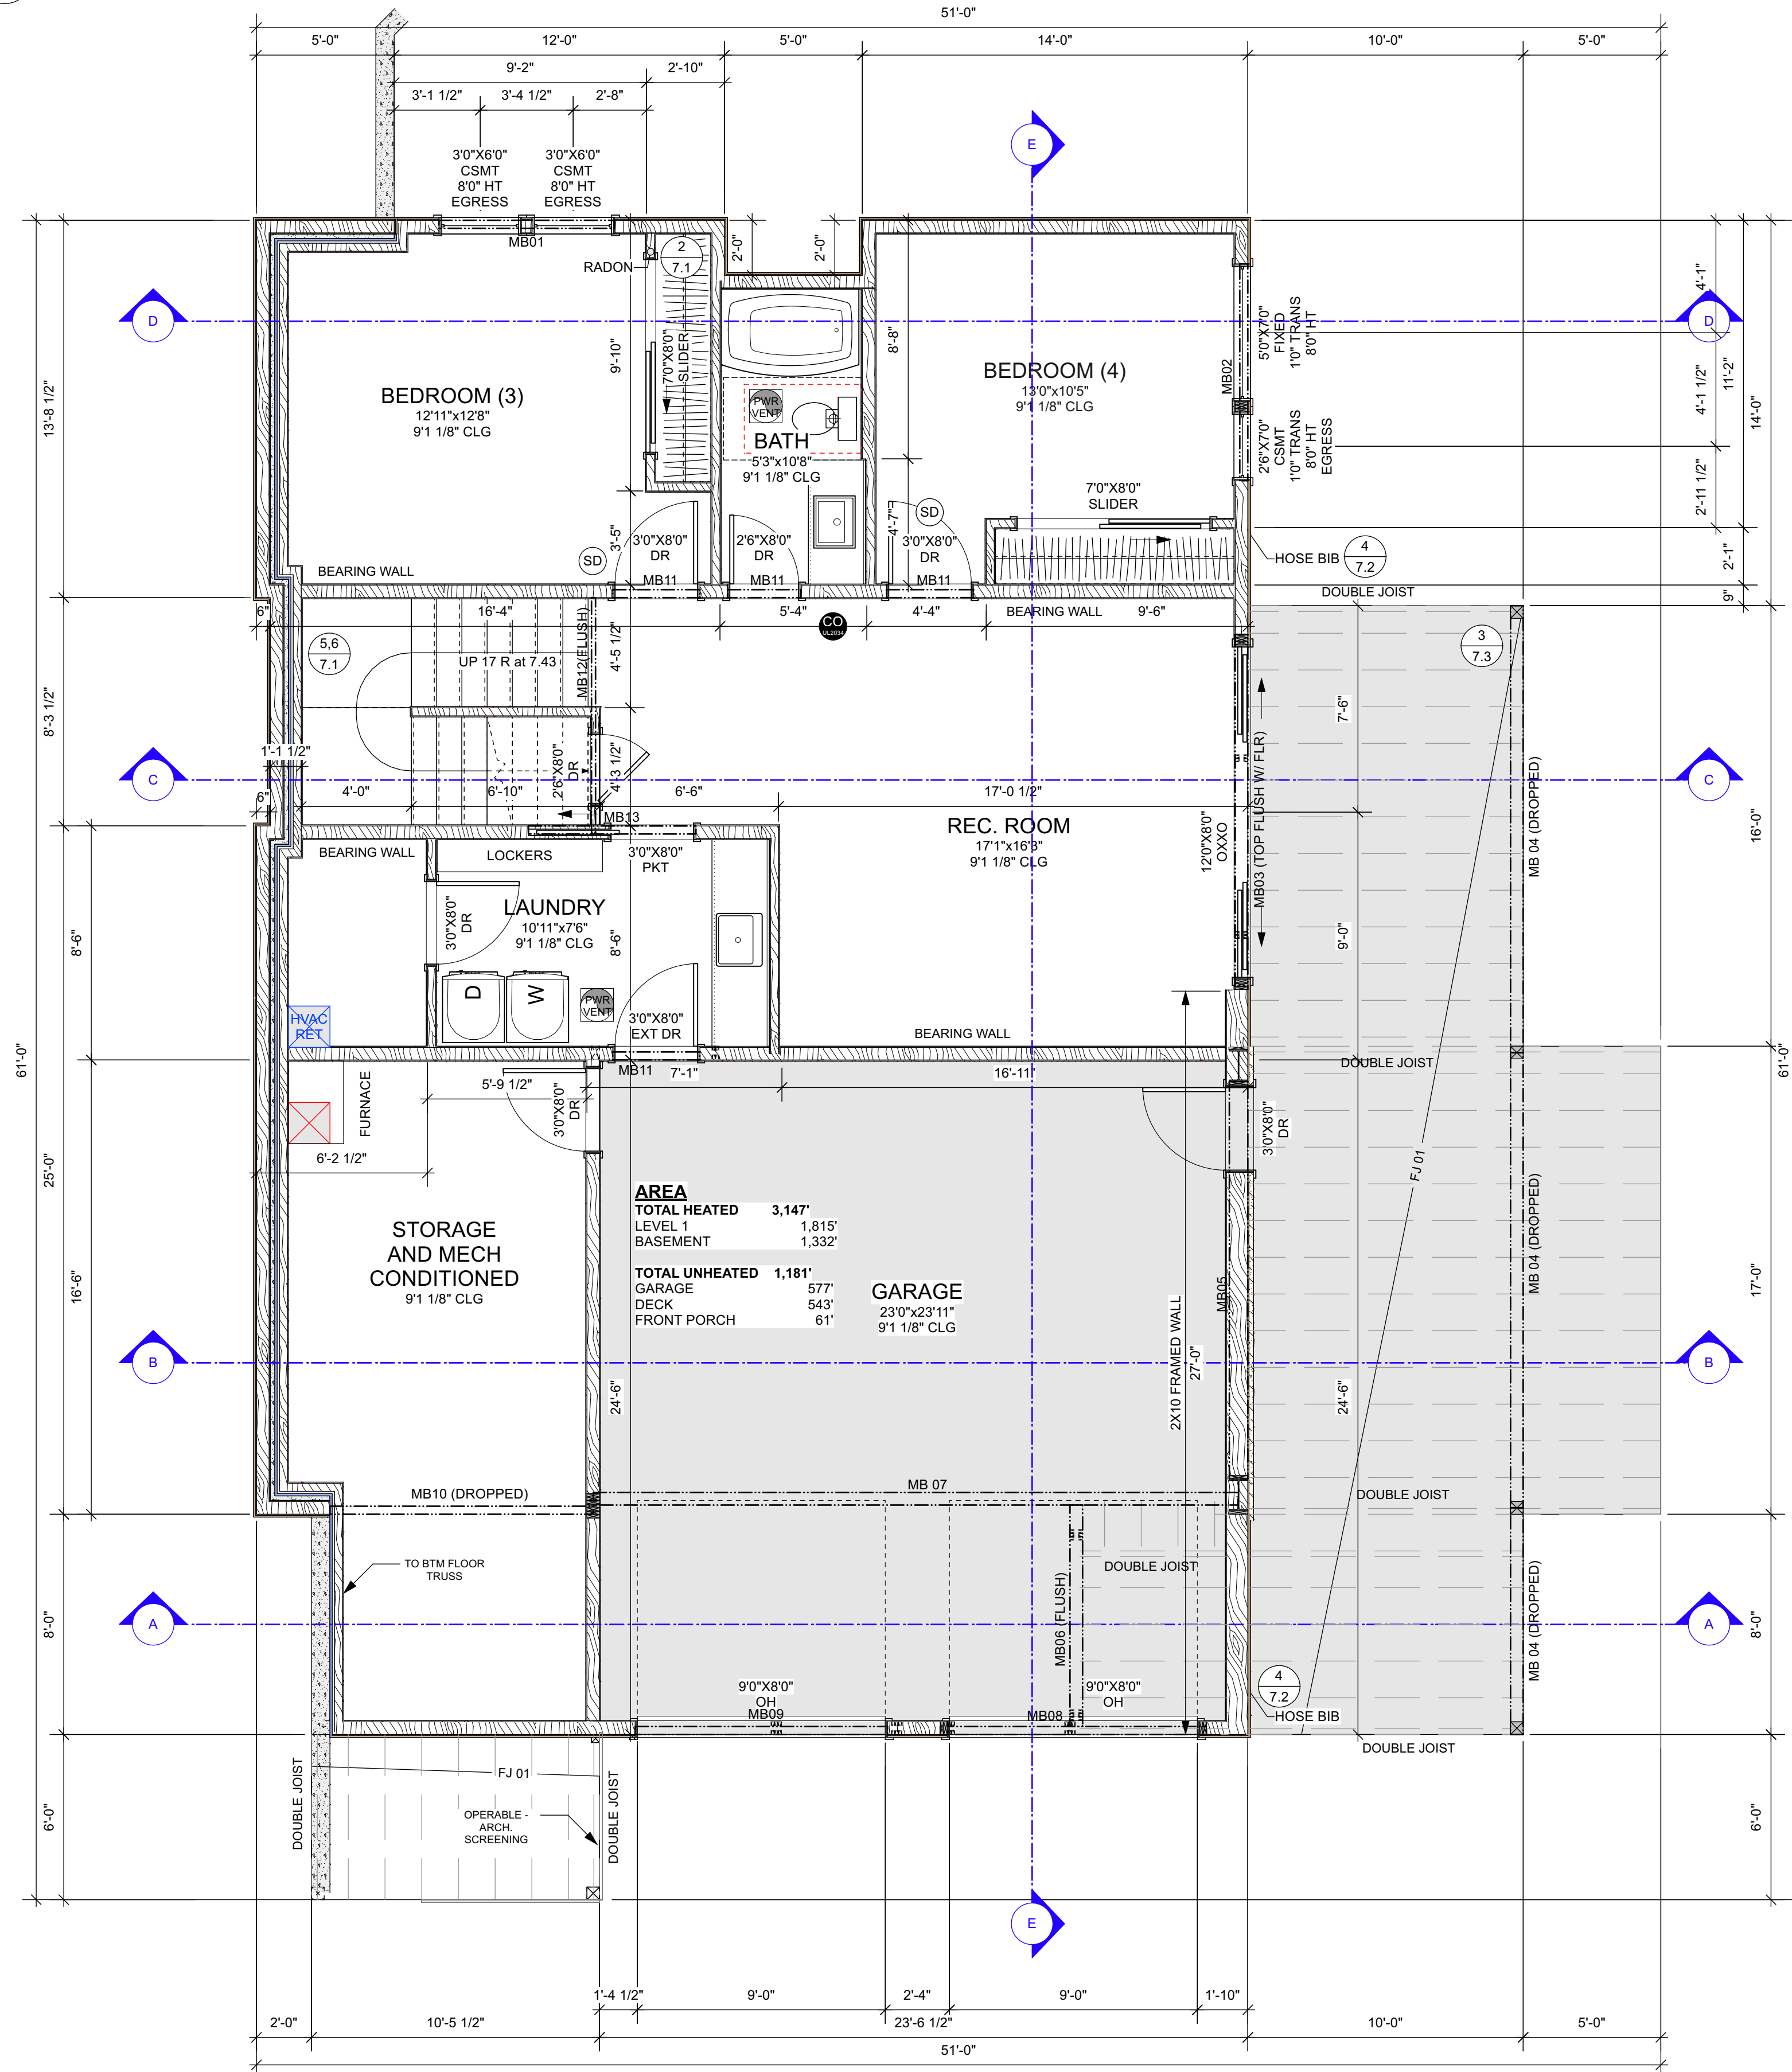 51'-0"
5'-0"
12'-0"
5'-0"
14'-0"
10'-0"
5'-0"
9'-2"
2'-10"
3'-1 1/2"
3'-4 1/2"
2'-8"
E
3'0"X6'0"
CSMT
8'0" HT
EGRESS
3'0"X6'0"
CSMT
8'0" HT
EGRESS
MB01
RADON
2
7.1
2'-0"
2'-0"
D
D
13'-8 1/2"
BEDROOM (3)
12'11"x12'8"
9'1 1/8" CLG
9'-10"
7'0"X8'0"
SLIDER
PWR
VENT
BATH
5'3"x10'8"
9'1 1/8" CLG
8'-8"
BEDROOM (4)
13'0"x10'5"
9'1 1/8" CLG
MB02
5'0"X7'0"
FIXED
1'0" TRANS
8'0" HT
2'6"X7'0"
CSMT
1'0" TRANS
8'0" HT
EGRESS
4'-1"
4'-1 1/2"
11'-2"
14'-0"
2'-11 1/2"
7'0"X8'0"
SLIDER
SD
4'-7"
3'-5"
SD
3'0"X8'0"
DR
2'6"X8'0"
DR
3'0"X8'0"
DR
HOSE BIB
4
7.2
2'-1"
9"
BEARING WALL
MB11
MB11
MB11
DOUBLE JOIST
6"
16'-4"
5'-4"
4'-4"
BEARING WALL
9'-6"
CO
UL2034
5,6
7.1
UP 17 R at 7.43
MB12(FLUSH)
4'-5 1/2"
3
7.3
8'-3 1/2"
7'-6"
C
C
1'-1 1/2"
6"
4'-0"
6'-10"
2'6"X8'0"
DR
4'-3 1/2"
6'-6"
17'-0 1/2"
MB13
REC. ROOM
17'1"x16'3"
9'1 1/8" CLG
12'0"X8'0"
OXXO
MB03 (TOP FLUSH W/ FLR)
MB 04 (DROPPED)
16'-0"
BEARING WALL
LOCKERS
3'0"X8'0"
PKT
3'0"X8'0"
DR
LAUNDRY
10'11"x7'6"
9'1 1/8" CLG
8'-6"
8'-6"
9'-0"
D
W
PWR
VENT
HVAC
RET
3'0"X8'0"
EXT DR
BEARING WALL
61'-0"
61'-0"
FURNACE
5'-9 1/2"
3'0"X8'0"
DR
MB11
7'-1"
16'-11"
DOUBLE JOIST
3'0"X8'0"
DR
6'-2 1/2"
FJ 01
25'-0"
16'-6"
STORAGE
AND MECH
CONDITIONED
9'1 1/8" CLG
AREA
TOTAL HEATED 3,147'
LEVEL 1 1,815'
BASEMENT 1,332'
TOTAL UNHEATED 1,181'
GARAGE 577'
DECK 543'
FRONT PORCH 61'
GARAGE
23'0"x23'11"
9'1 1/8" CLG
MB05
2X10 FRAMED WALL
27'-0"
MB 04 (DROPPED)
17'-0"
B
B
24'-6"
24'-6"
MB10 (DROPPED)
MB 07
DOUBLE JOIST
TO BTM FLOOR
TRUSS
DOUBLE JOIST
MB06 (FLUSH)
MB 04 (DROPPED)
8'-0"
8'-0"
A
A
9'0"X8'0"
OH
MB09
9'0"X8'0"
OH
MB08
4
7.2
HOSE BIB
DOUBLE JOIST
DOUBLE JOIST
FJ 01
DOUBLE JOIST
OPERABLE -
ARCH.
SCREENING
6'-0"
6'-0"
E
1'-4 1/2"
9'-0"
2'-4"
9'-0"
1'-10"
2'-0"
10'-5 1/2"
23'-6 1/2"
10'-0"
5'-0"
51'-0"